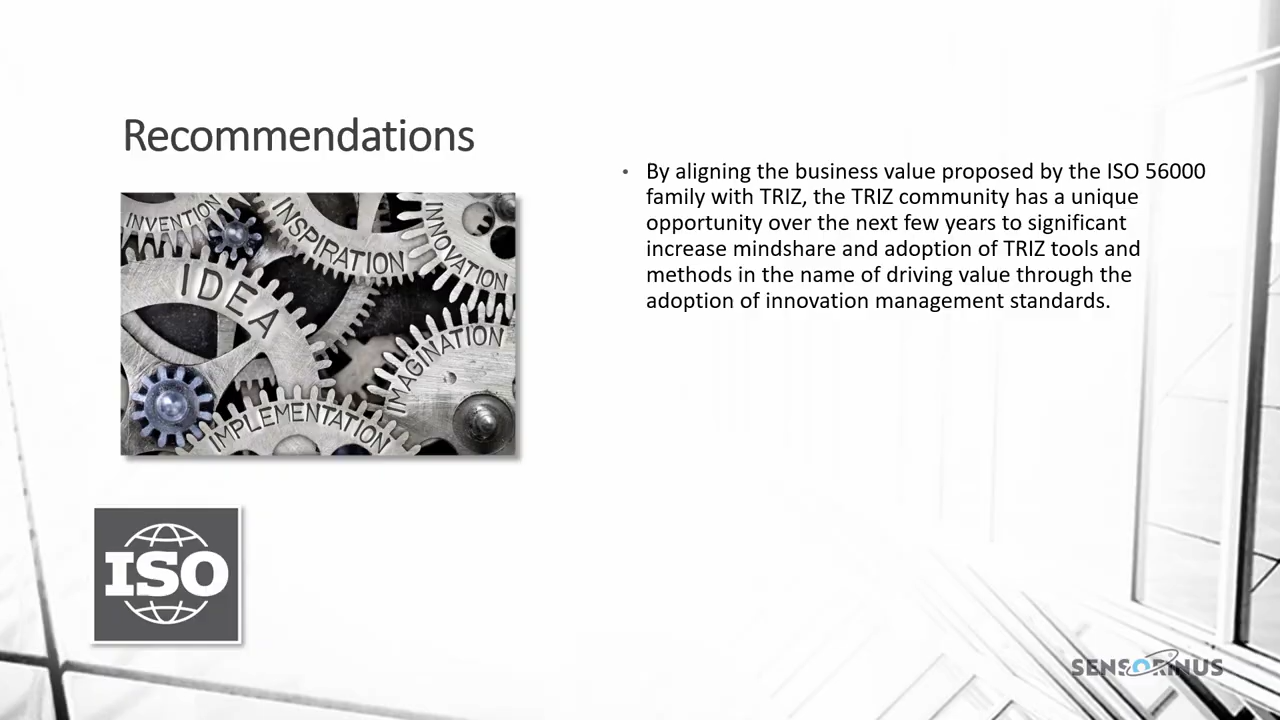 Recommendations
• By aligning the business value proposed by the ISO 56000
family with TRIZ, the TRIZ community has a unique
opportunity over the next few years to significant
increase mindshare and adoption of TRIZ tools and
methods in the name of driving value through the
adoption of innovation management standards.
INVENTION
INSPIRATION
INNOVATION
IDEA
IMAGINATION
IMPLEMENTATION
ISO
SENSORINUS